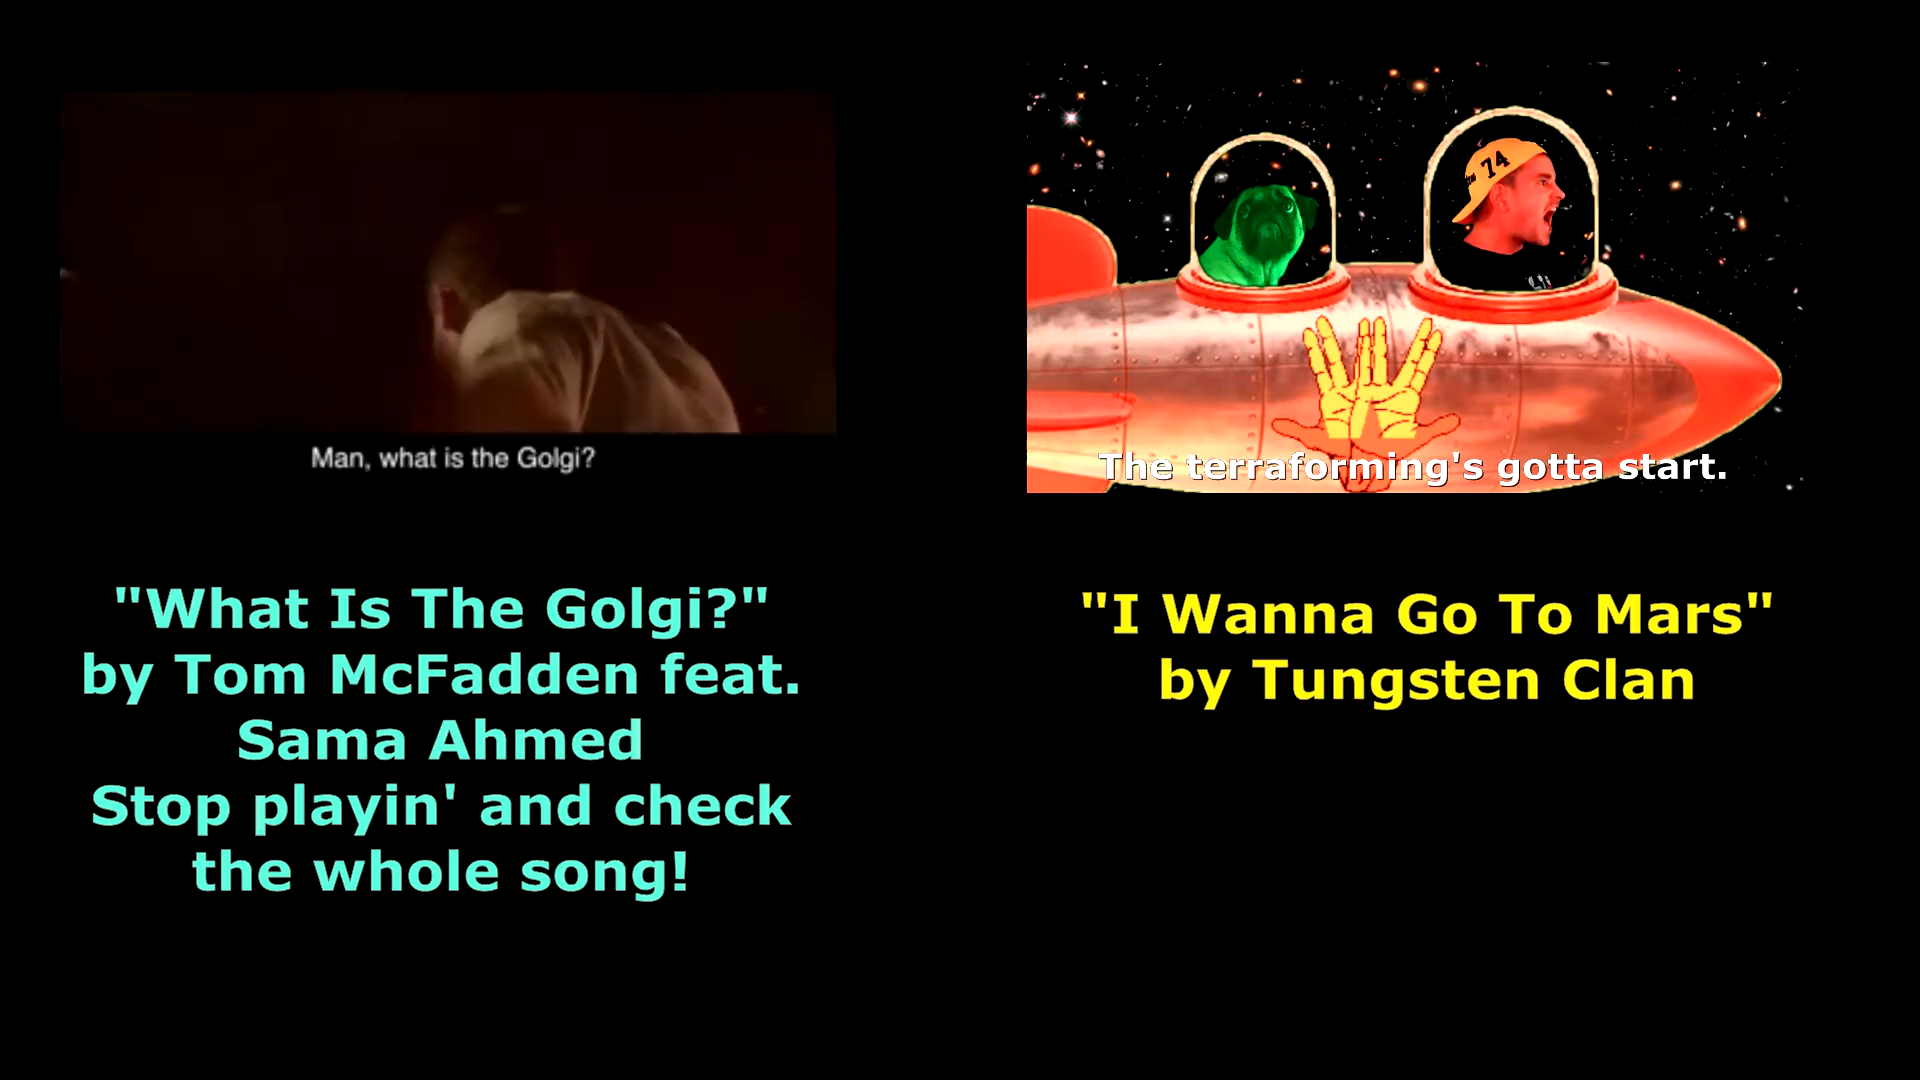 74
Man, what is the Golgi?
The terraforming's gotta start.
"What Is The Golgi?"
by Tom McFadden feat.
Sama Ahmed
Stop playin' and check
the whole song!
"I Wanna Go To Mars"
by Tungsten Clan